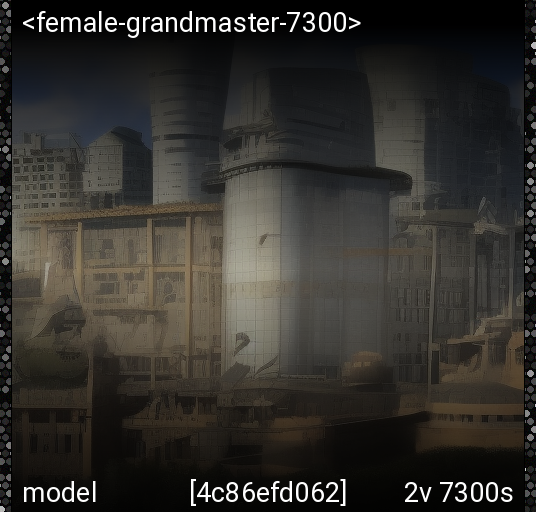 <female-grandmaster-7300>
model [4c86efd062] 2v 7300s